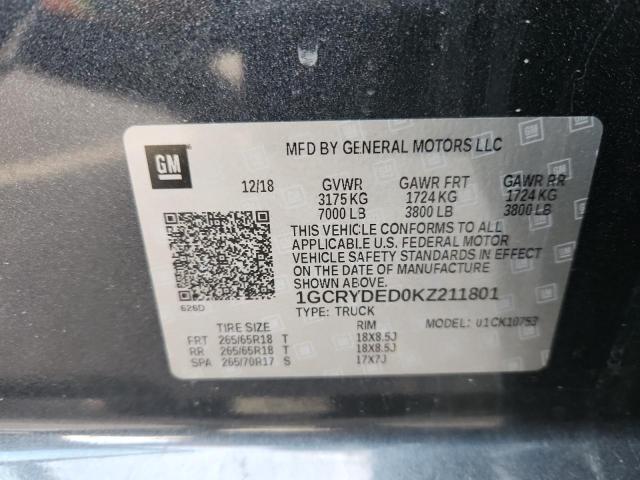 GM
MFD BY GENERAL MOTORS LLC
12/18 GVWR GAWR FRT GAWR RR
3175 KG 1724 KG 1724 KG
7000 LB 3800 LB 3800 LB
THIS VEHICLE CONFORMS TO ALL
APPLICABLE U.S. FEDERAL MOTOR
VEHICLE SAFETY STANDARDS IN EFFECT
ON THE DATE OF MANUFACTURE
SHOWN ABOVE.
1GCRYDED0KZ211801
626D
TYPE: TRUCK MODEL: U1CK10753
TIRE SIZE RIM
FRT 265/65R18 T 18X8.5J
RR 265/65R18 T 18X8.5J
SPA 265/70R17 S 17X7J